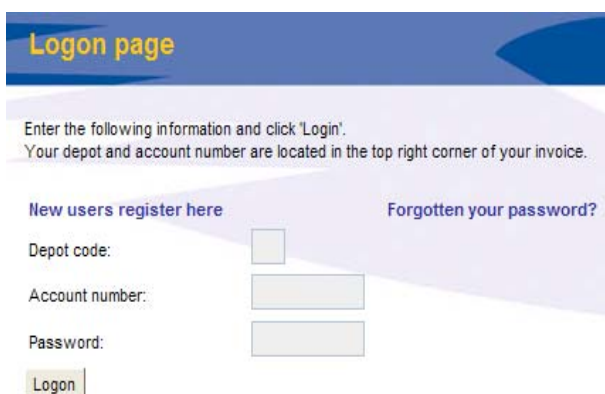 Logon page
Enter the following information and click 'Login'.
Your depot and account number are located in the top right corner of your invoice.
New users register here
Forgotten your password?
Depot code:
Account number:
Password:
Logon